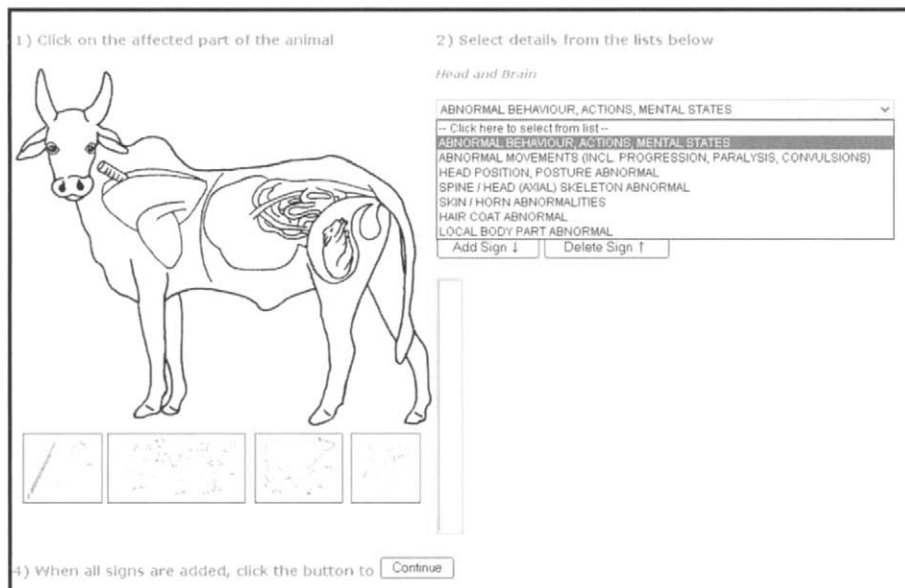 1) Click on the affected part of the animal
2) Select details from the lists below
Head and Brain
ABNORMAL BEHAVIOUR, ACTIONS, MENTAL STATES
-- Click here to select from list --
ABNORMAL BEHAVIOUR, ACTIONS, MENTAL STATES
ABNORMAL MOVEMENTS (INCL. PROGRESSION, PARALYSIS, CONVULSIONS)
HEAD POSITION, POSTURE ABNORMAL
SPINE / HEAD (AXIAL) SKELETON ABNORMAL
SKIN / HORN ABNORMALITIES
HAIR COAT ABNORMAL
LOCAL BODY PART ABNORMAL
Add Sign ↓ Delete Sign ↑
4) When all signs are added, click the button to Continue